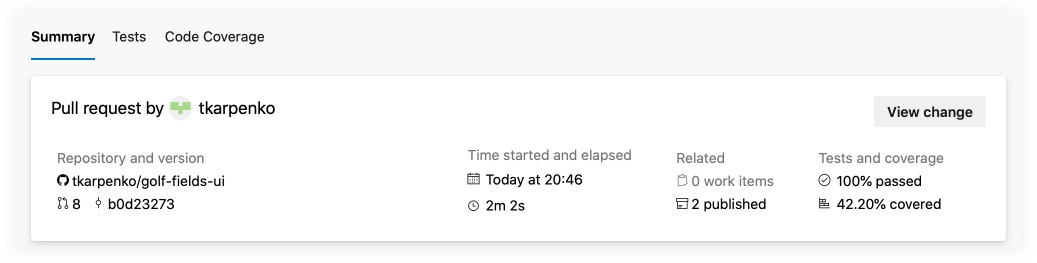 Summary Tests Code Coverage
Pull request by tkarpenko
View change
Repository and version
tkarpenko/golf-fields-ui
8 b0d23273
Time started and elapsed
Today at 20:46
2m 2s
Related
0 work items
2 published
Tests and coverage
100% passed
42.20% covered